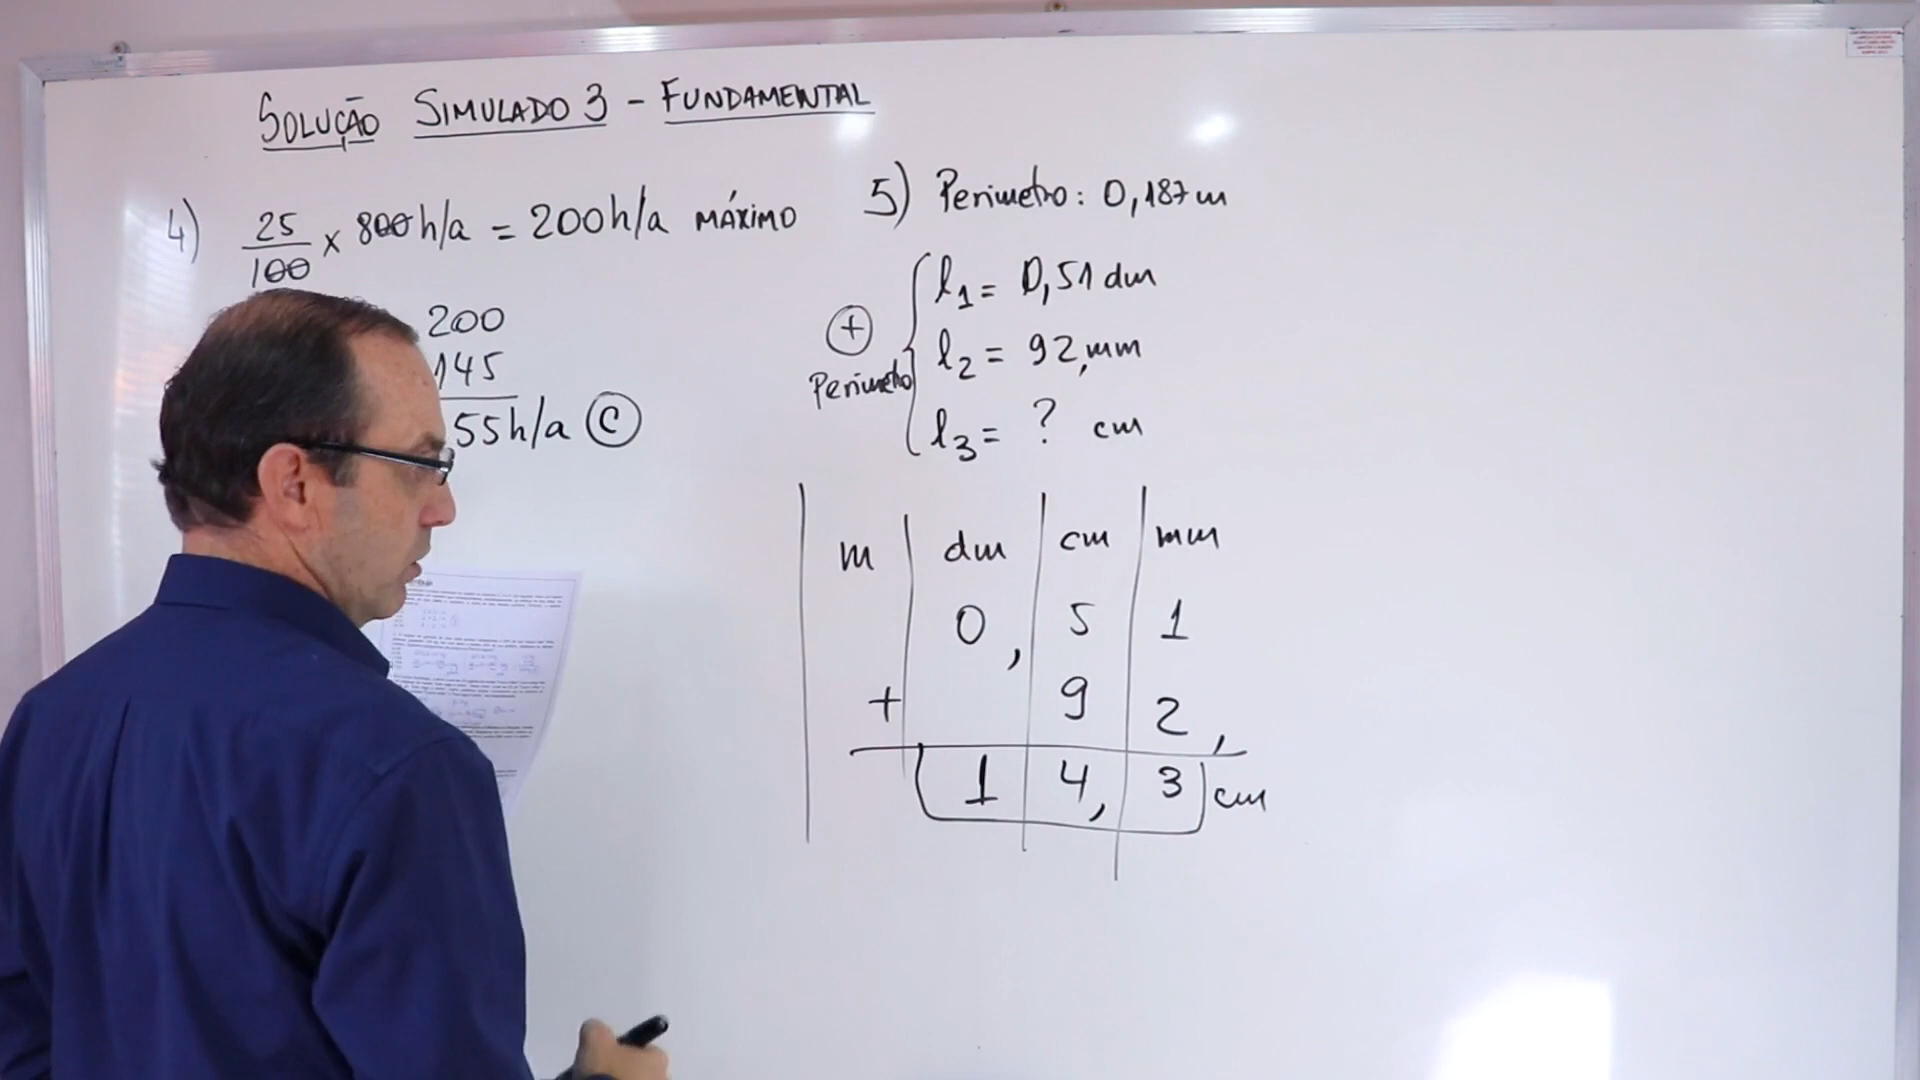 SOLUÇÃO SIMULADO 3 - FUNDAMENTAL
4) 25/100 x 800 h/a = 200 h/a MÁXIMO
200
145
55 h/a C
5) Perimetro: 0,187 m
l1 = 0,51 dm
+
l2 = 92, mm
Perimetro
l3 = ? cm
m dm cm mm
0, 5 1
+ 9 2,
1 4, 3 cm